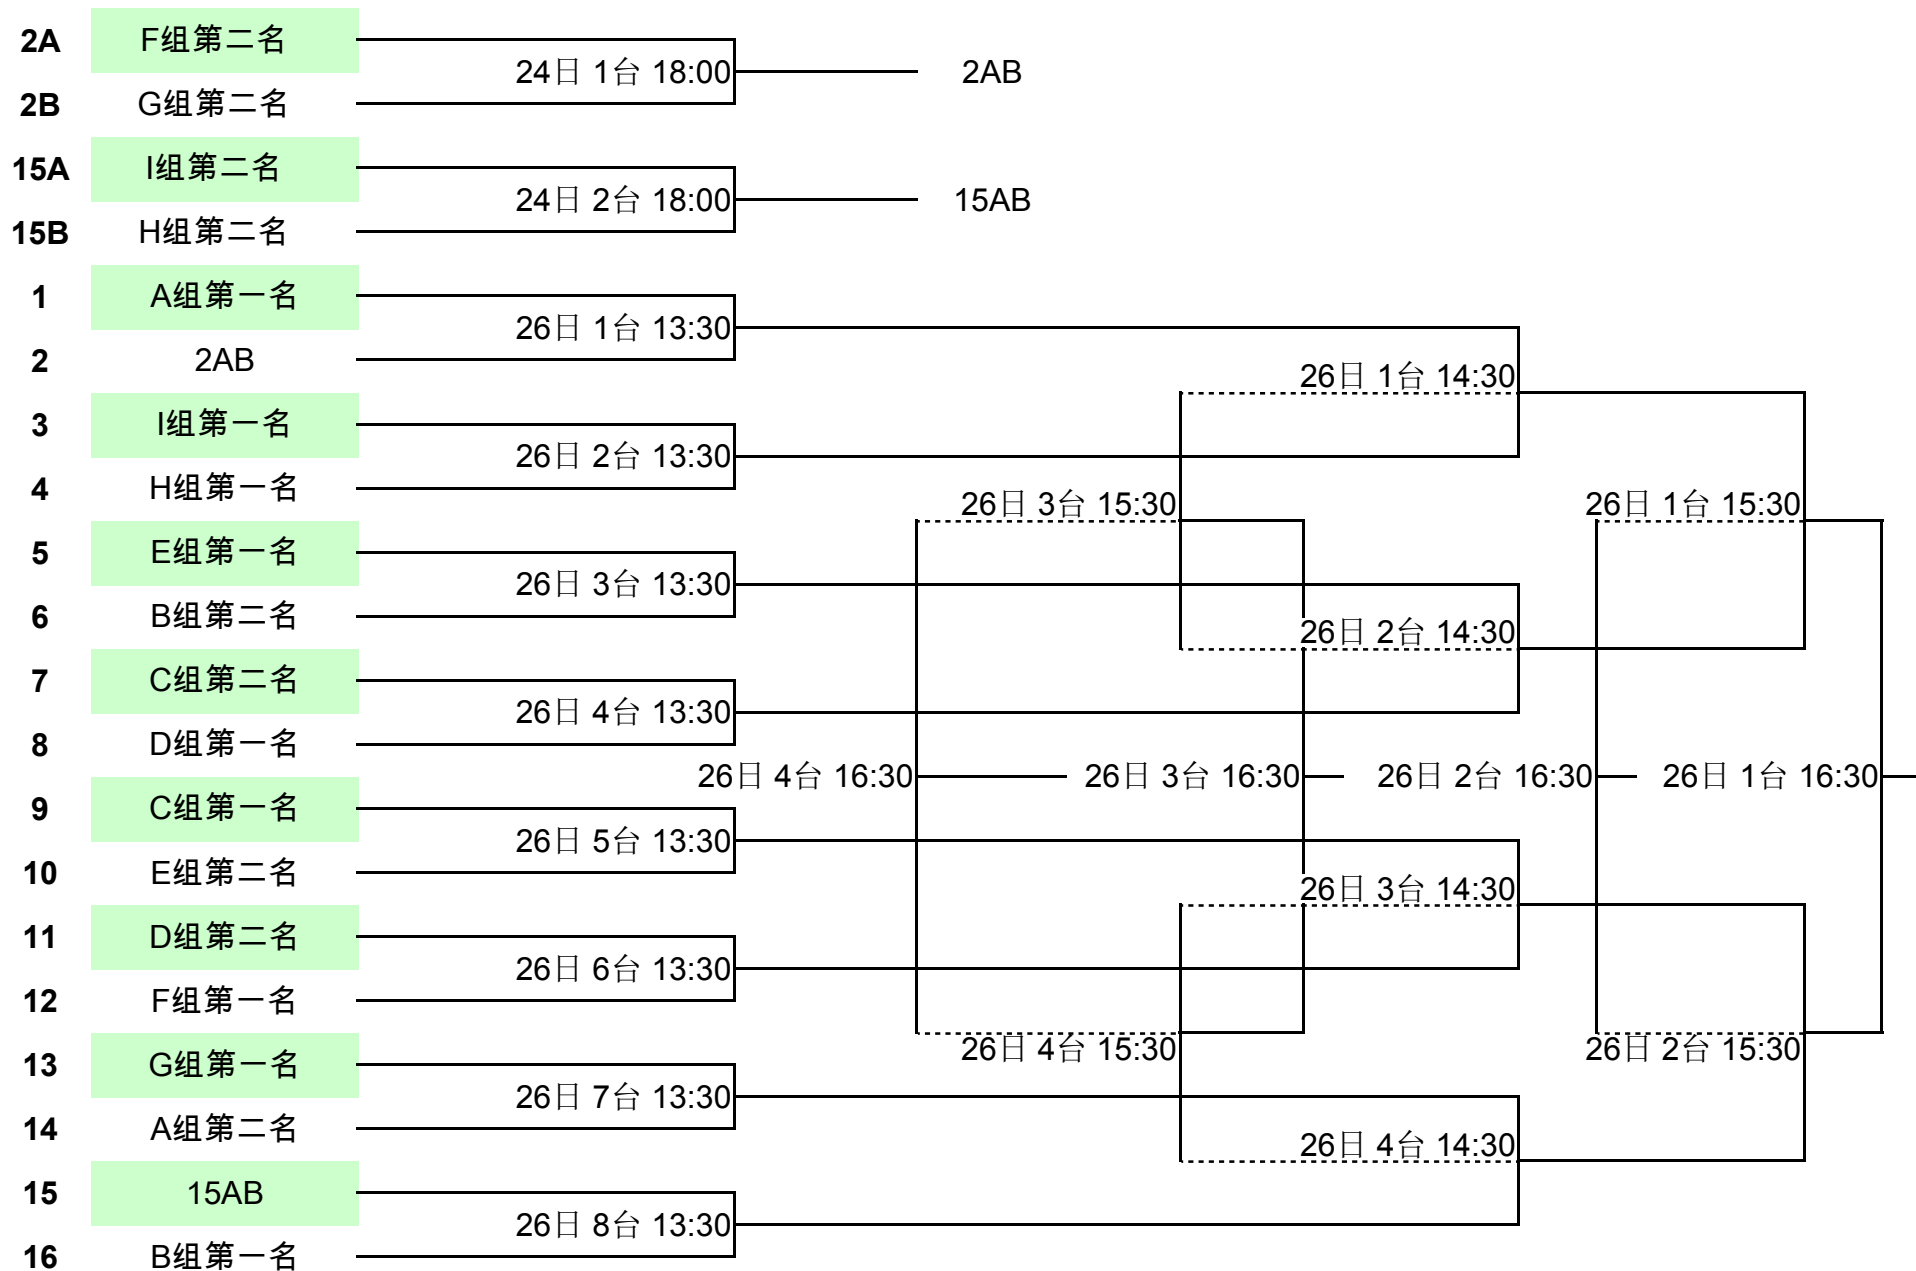 2A F组第二名
24日 1台 18:00 2AB
2B G组第二名
15A I组第二名
24日 2台 18:00 15AB
15B H组第二名
1 A组第一名
26日 1台 13:30
2 2AB
26日 1台 14:30
3 I组第一名
26日 2台 13:30
4 H组第一名
26日 3台 15:30 26日 1台 15:30
5 E组第一名
26日 3台 13:30
6 B组第二名
26日 2台 14:30
7 C组第二名
26日 4台 13:30
8 D组第一名
26日 4台 16:30 26日 3台 16:30 26日 2台 16:30 26日 1台 16:30
9 C组第一名
26日 5台 13:30
10 E组第二名
26日 3台 14:30
11 D组第二名
26日 6台 13:30
12 F组第一名
26日 4台 15:30 26日 2台 15:30
13 G组第一名
26日 7台 13:30
14 A组第二名
26日 4台 14:30
15 15AB
26日 8台 13:30
16 B组第一名